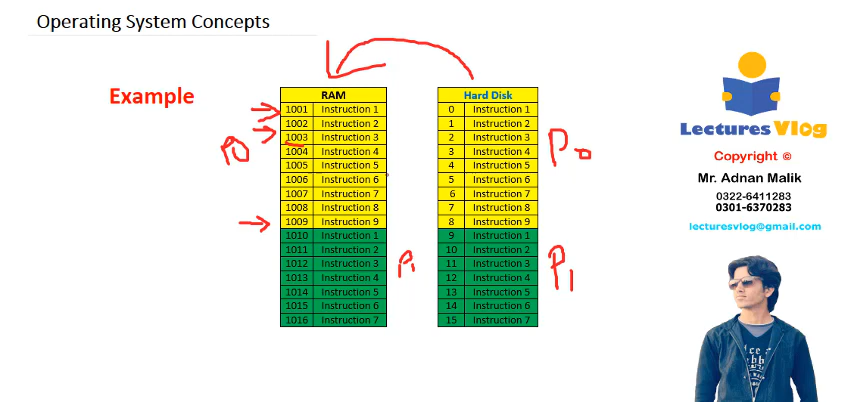 Operating System Concepts
Example
RAM
1001 Instruction 1
1002 Instruction 2
1003 Instruction 3
1004 Instruction 4
1005 Instruction 5
1006 Instruction 6
1007 Instruction 7
1008 Instruction 8
1009 Instruction 9
1010 Instruction 1
1011 Instruction 2
1012 Instruction 3
1013 Instruction 4
1014 Instruction 5
1015 Instruction 6
1016 Instruction 7
P0
P1
Hard Disk
0 Instruction 1
1 Instruction 2
2 Instruction 3
3 Instruction 4
4 Instruction 5
5 Instruction 6
6 Instruction 7
7 Instruction 8
8 Instruction 9
9 Instruction 1
10 Instruction 2
11 Instruction 3
12 Instruction 4
13 Instruction 5
14 Instruction 6
15 Instruction 7
P0
P1
Lectures Vlog
Copyright ©
Mr. Adnan Malik
0322-6411283
0301-6370283
lecturesvlog@gmail.com